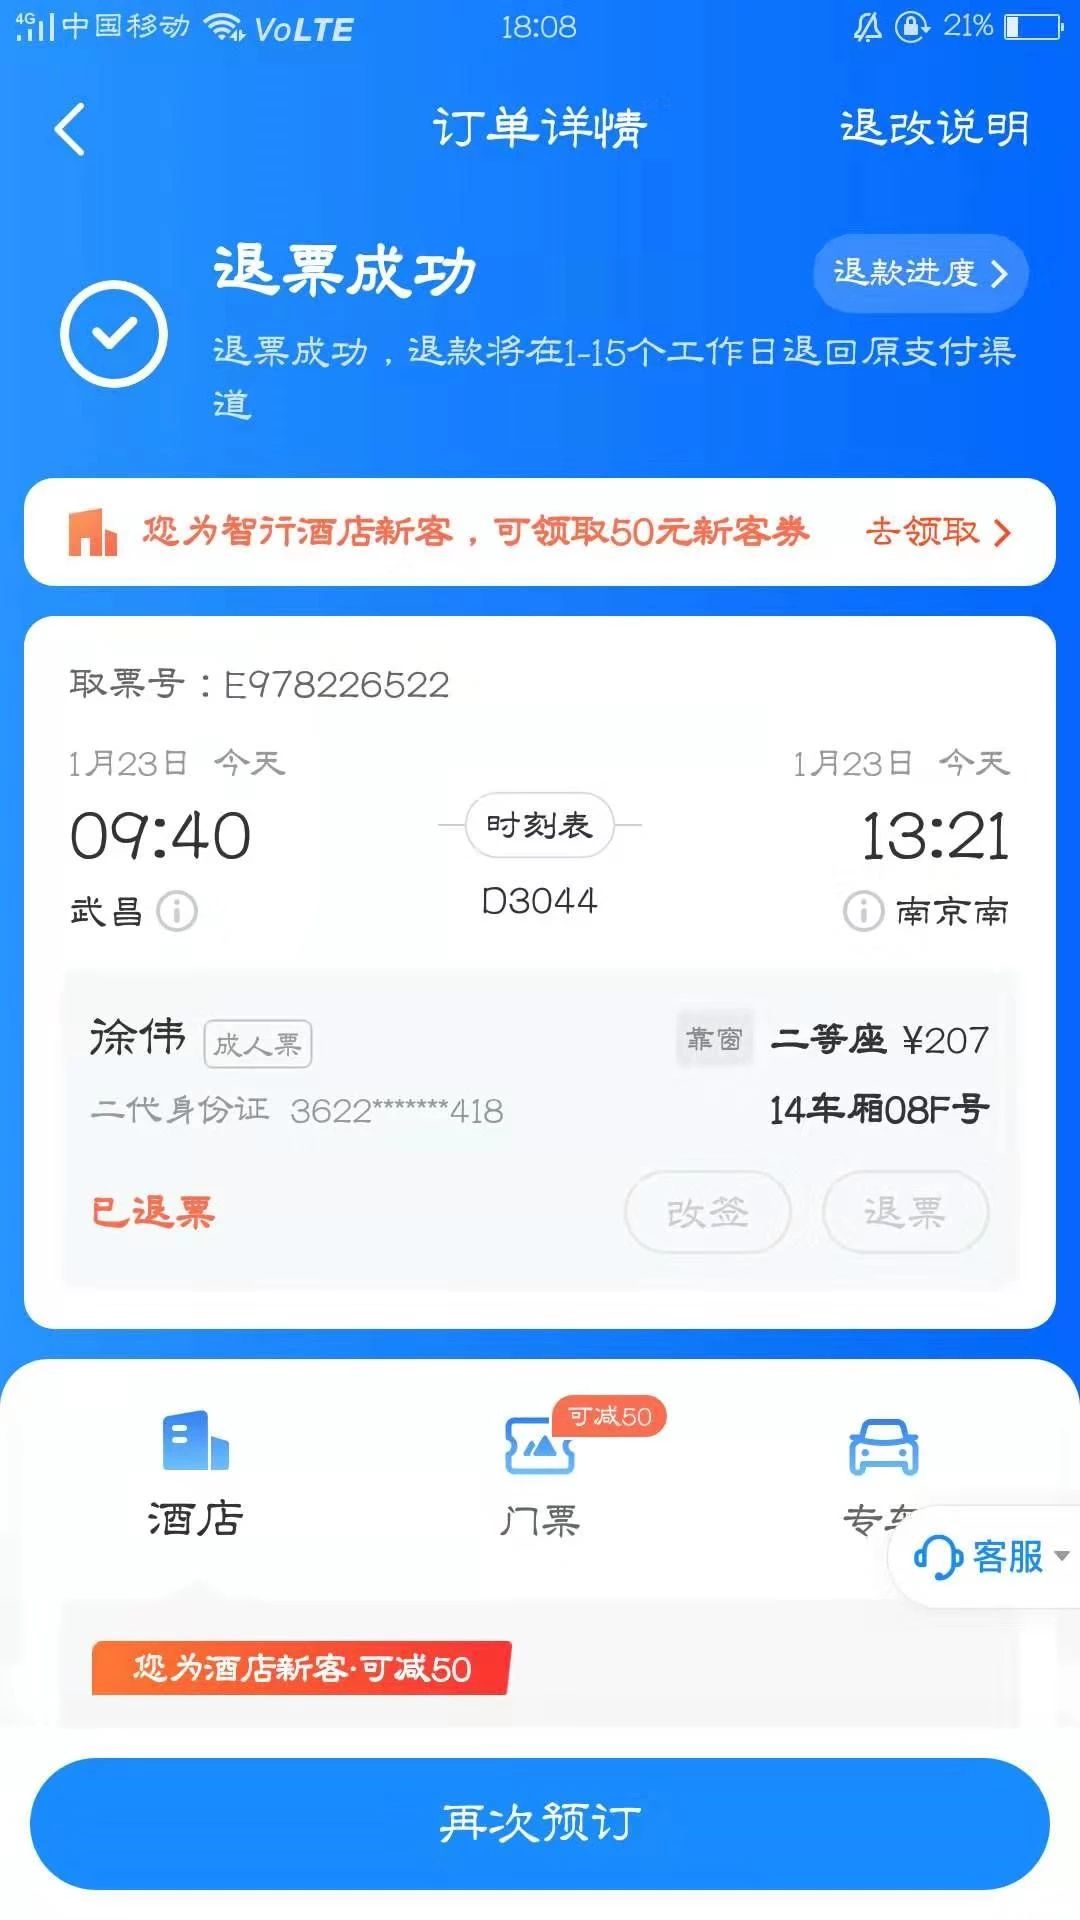 4G 中国移动 VoLTE 18:08 21%
订单详情 退改说明
退票成功
退款进度
退票成功，退款将在1-15个工作日退回原支付渠
道
您为智行酒店新客，可领取50元新客券 去领取
取票号：E978226522
1月23日 今天 1月23日 今天
09:40 时刻表 13:21
武昌 D3044 南京南
徐伟 成人票 靠窗 二等座 ¥207
二代身份证 3622*******418 14车厢08F号
已退票 改签 退票
可减50
酒店 门票 专车
客服
您为酒店新客·可减50
再次预订